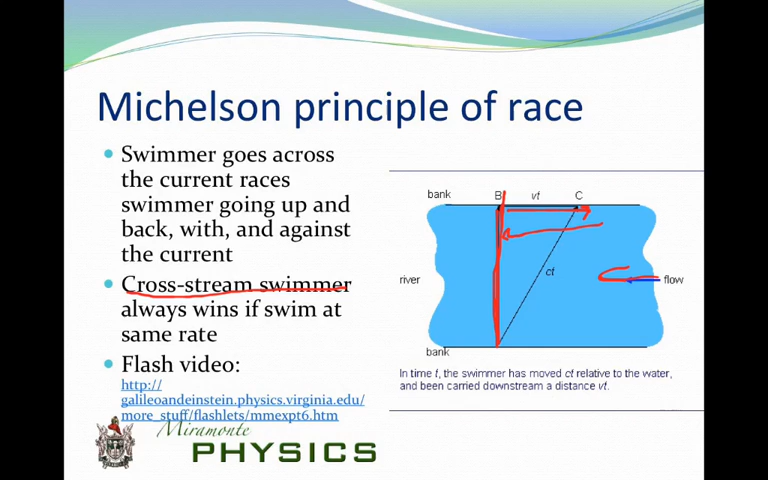 Michelson principle of race
Swimmer goes across
the current races
swimmer going up and
back, with, and against
the current
Cross-stream swimmer
always wins if swim at
same rate
Flash video:
http://
galileoandeinstein.physics.virginia.edu/
more_stuff/flashlets/mmexpt6.htm
Miramonte
PHYSICS
bank
B
vt
C
river
ct
flow
bank
In time t, the swimmer has moved ct relative to the water,
and been carried downstream a distance vt.